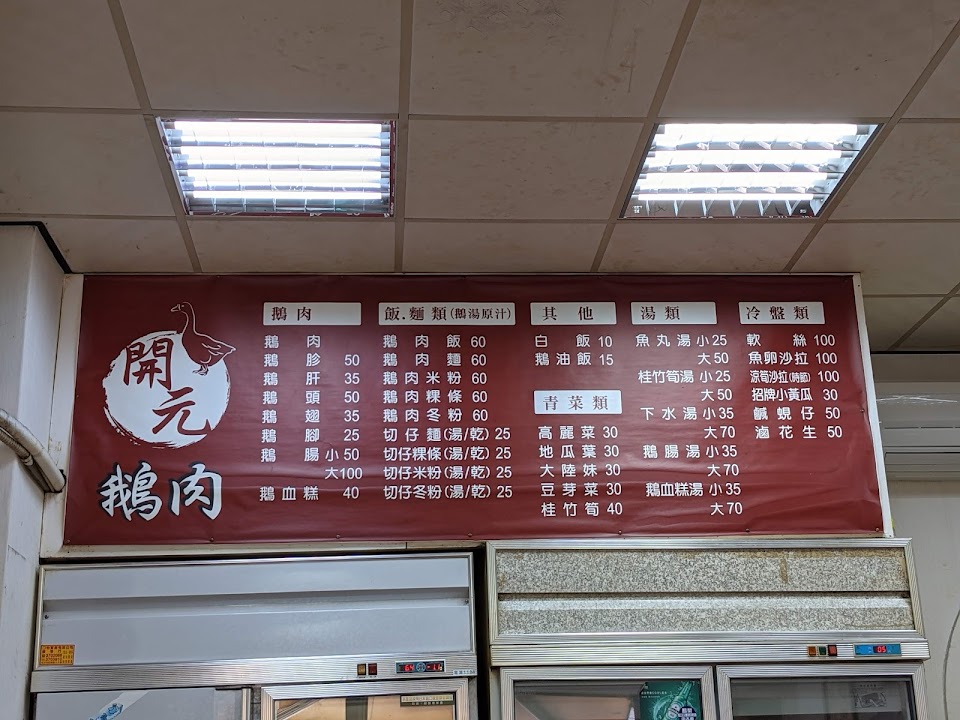 開元
鵝肉
鵝肉
鵝肉
鵝胗 50
鵝肝 35
鵝頭 50
鵝翅 35
鵝腳 25
鵝腸 小50
大100
鵝血糕 40
飯.麵類(鵝湯原汁)
鵝肉飯 60
鵝肉麵 60
鵝肉米粉 60
鵝肉粿條 60
鵝肉冬粉 60
切仔麵(湯/乾) 25
切仔粿條(湯/乾) 25
切仔米粉(湯/乾) 25
切仔冬粉(湯/乾) 25
其他
白飯 10
鵝油飯 15
青菜類
高麗菜 30
地瓜葉 30
大陸妹 30
豆芽菜 30
桂竹筍 40
湯類
魚丸湯 小25
大50
桂竹筍湯 小25
大50
下水湯 小35
大70
鵝腸湯 小35
大70
鵝血糕湯 小35
大70
冷盤類
軟絲 100
魚卵沙拉 100
涼筍沙拉(時節) 100
招牌小黃瓜 30
鹹蜆仔 50
滷花生 50